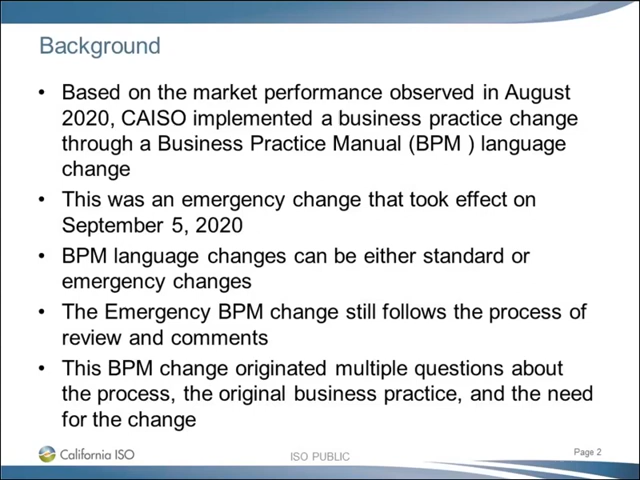 Background
• Based on the market performance observed in August
2020, CAISO implemented a business practice change
through a Business Practice Manual (BPM ) language
change
• This was an emergency change that took effect on
September 5, 2020
• BPM language changes can be either standard or
emergency changes
• The Emergency BPM change still follows the process of
review and comments
• This BPM change originated multiple questions about
the process, the original business practice, and the need
for the change
California ISO
ISO PUBLIC
Page 2